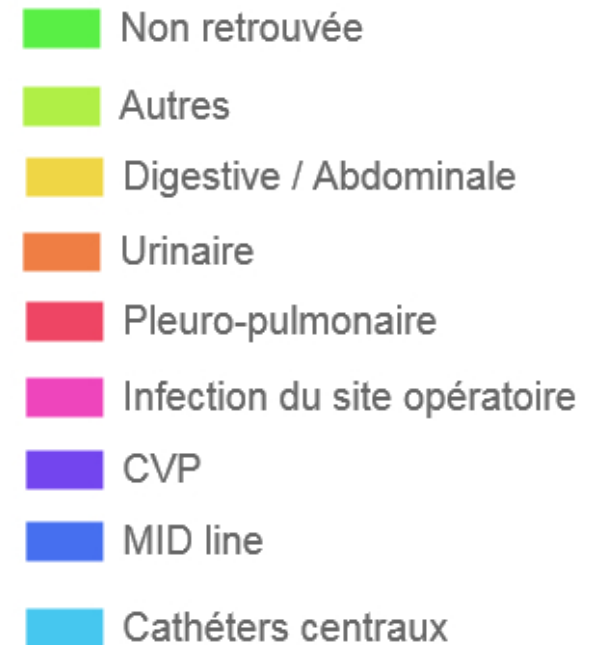 Non retrouvée
Autres
Digestive / Abdominale
Urinaire
Pleuro-pulmonaire
Infection du site opératoire
CVP
MID line
Cathéters centraux